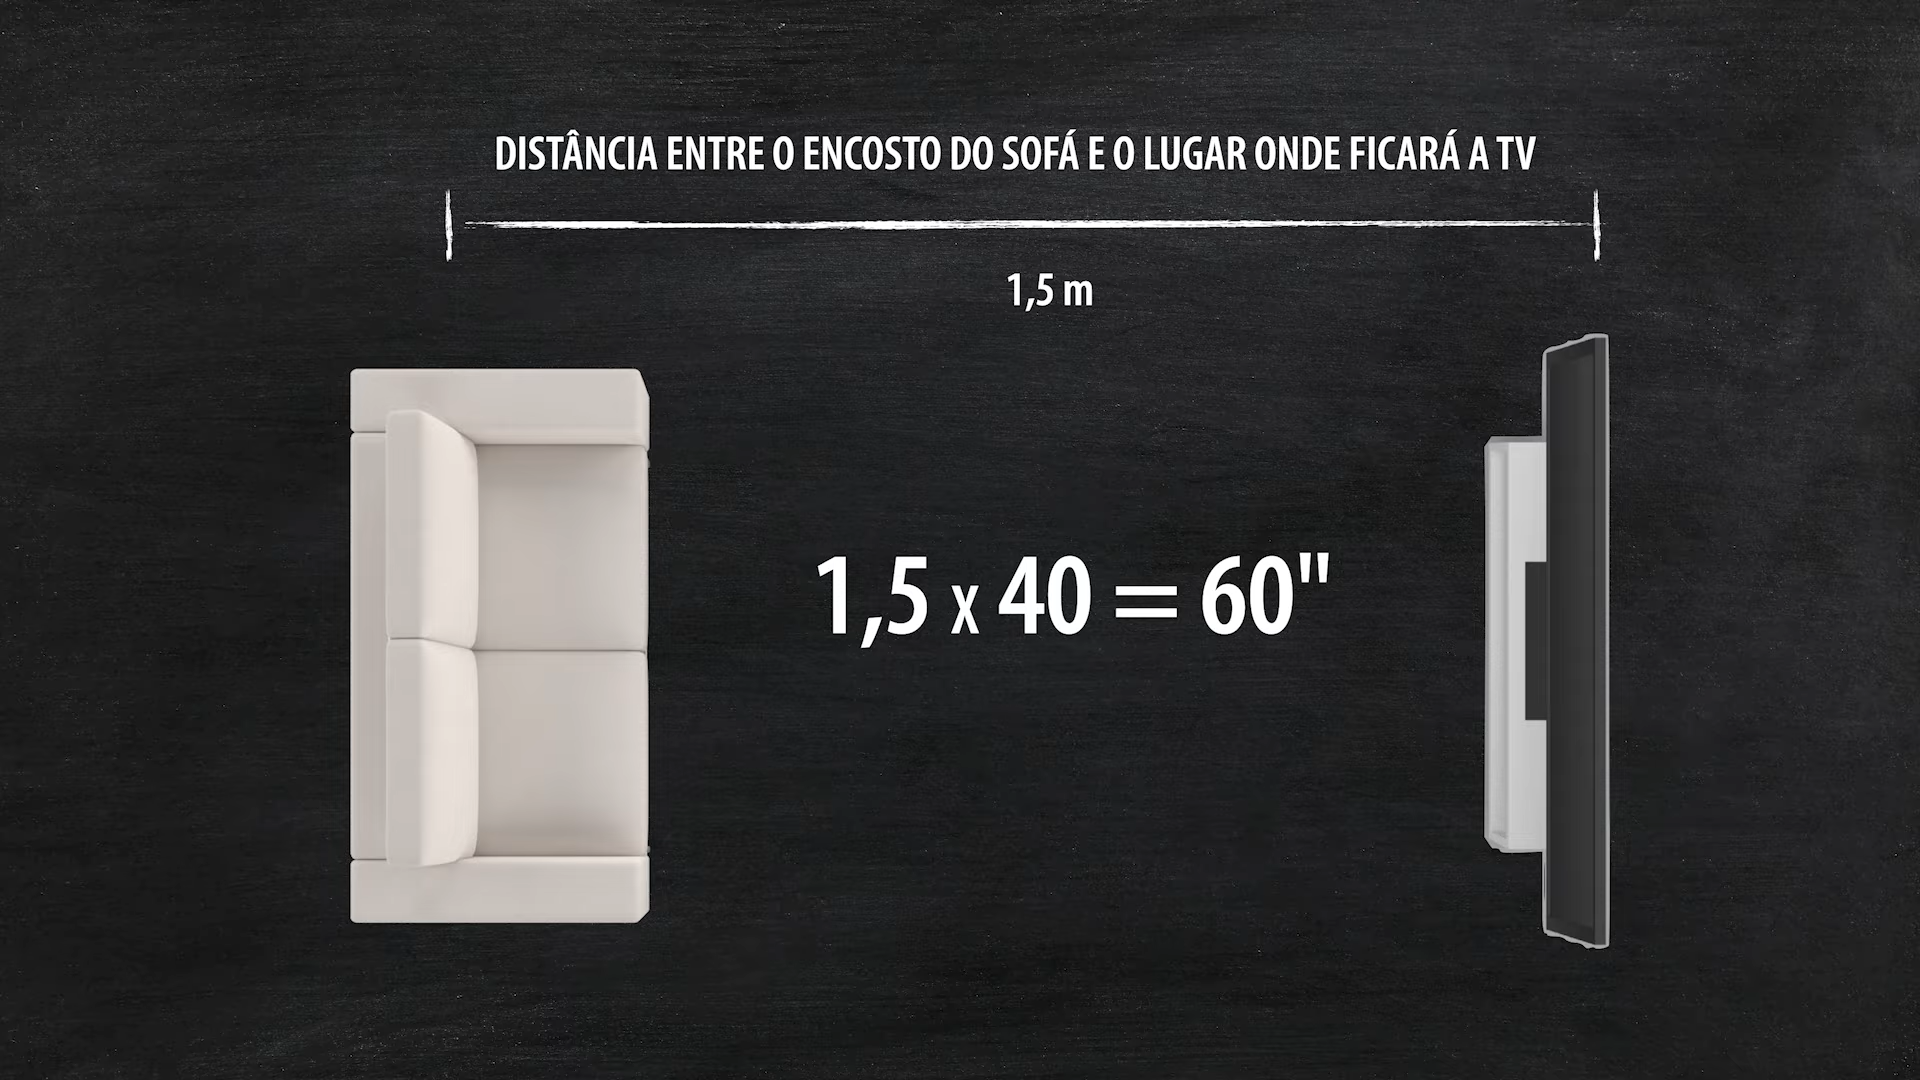 DISTÂNCIA ENTRE O ENCOSTO DO SOFÁ E O LUGAR ONDE FICARÁ A TV
1,5 m
1,5 x 40 = 60"